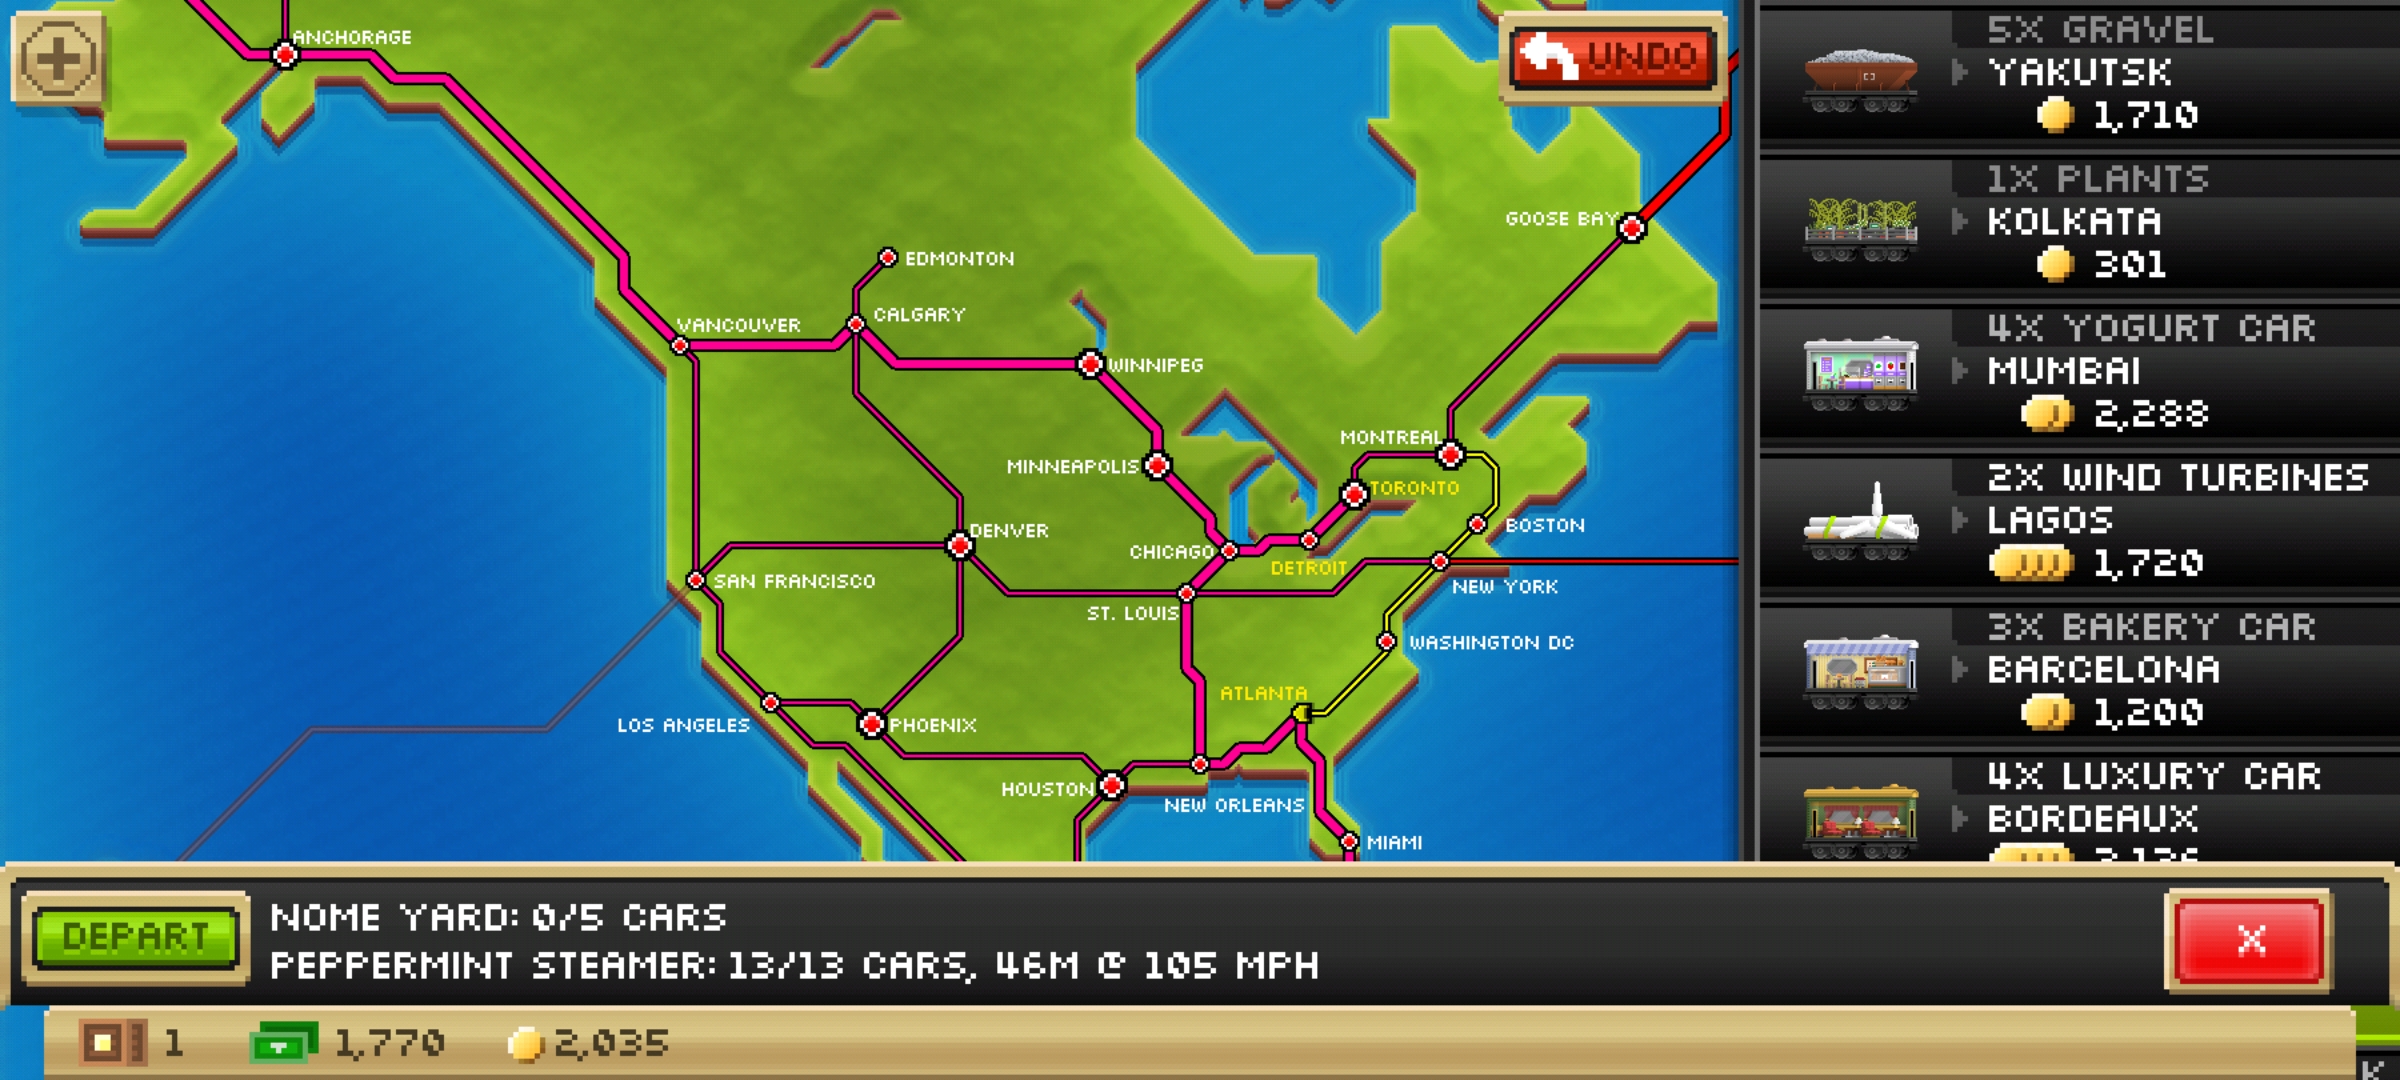 ANCHORAGE
UNDO
GOOSE BAY
EDMONTON
CALGARY
VANCOUVER
WINNIPEG
MONTREAL
MINNEAPOLIS
TORONTO
BOSTON
DENVER
CHICAGO
DETROIT
SAN FRANCISCO
NEW YORK
ST. LOUIS
WASHINGTON DC
ATLANTA
LOS ANGELES
PHOENIX
HOUSTON
NEW ORLEANS
MIAMI
5X GRAVEL
YAKUTSK
1,710
1X PLANTS
KOLKATA
301
4X YOGURT CAR
MUMBAI
2,288
2X WIND TURBINES
LAGOS
1,720
3X BAKERY CAR
BARCELONA
1,200
4X LUXURY CAR
BORDEAUX
DEPART
NOME YARD: 0/5 CARS
PEPPERMINT STEAMER: 13/13 CARS, 46M @ 105 MPH
X
1
1,770
2,035